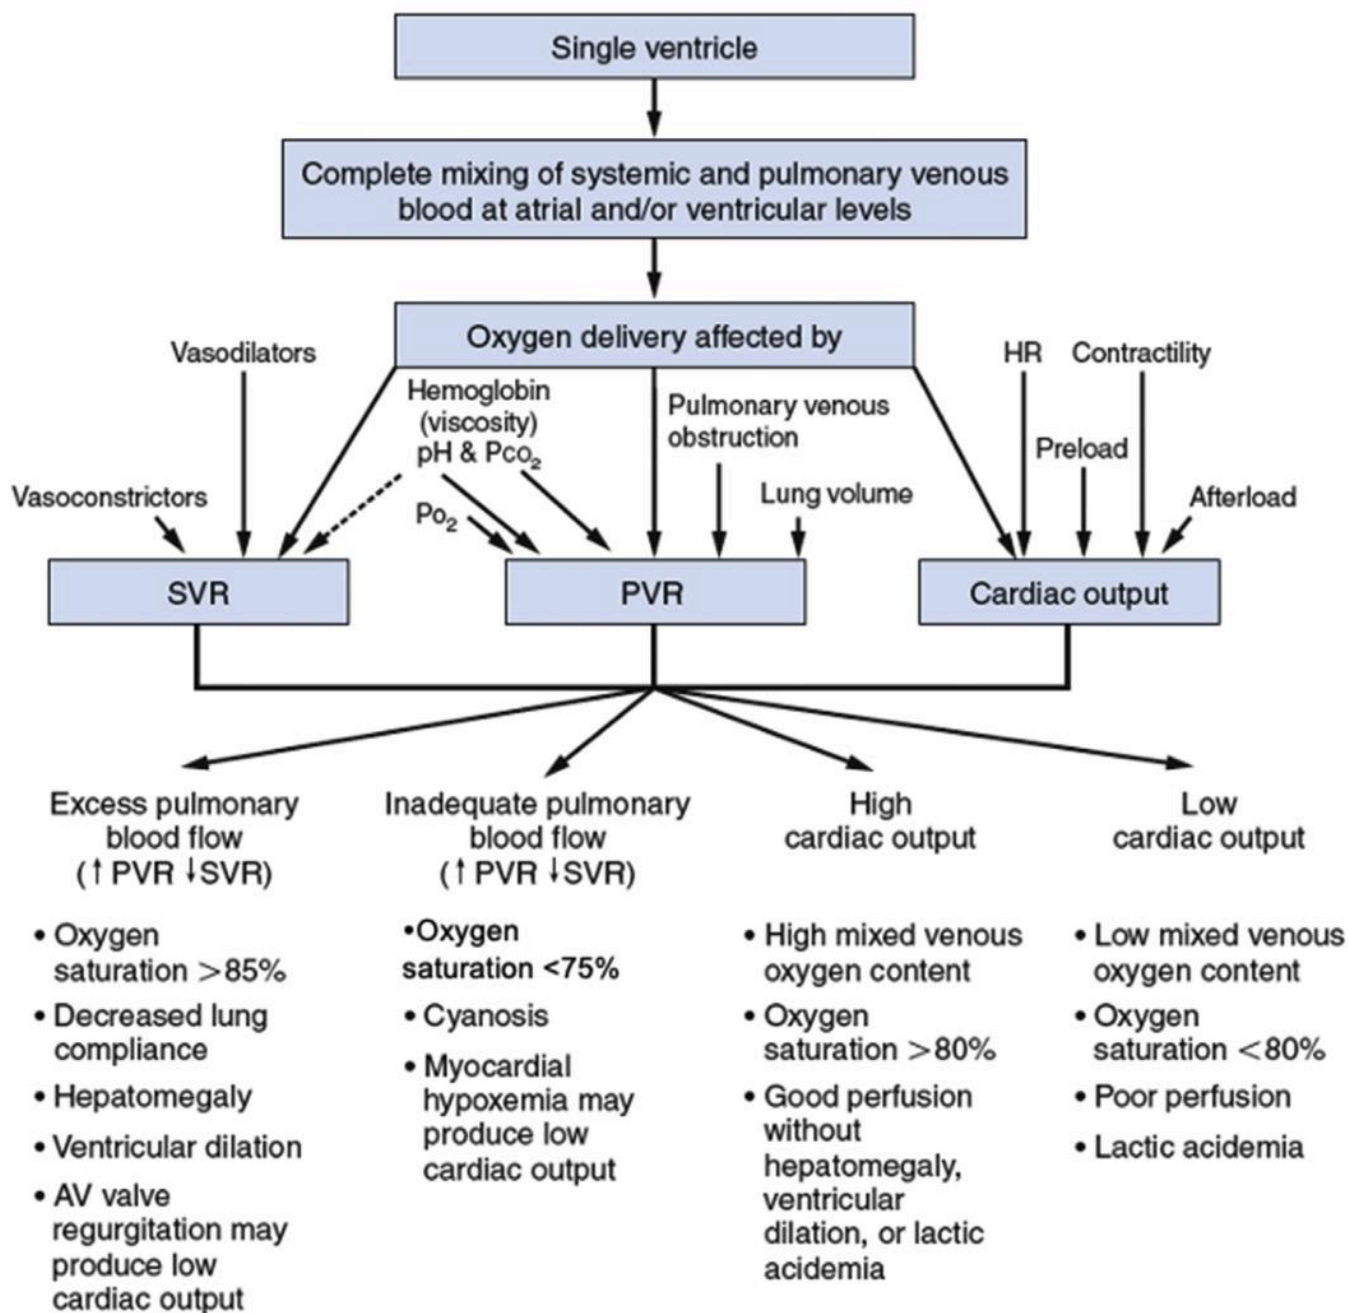 Single ventricle
Complete mixing of systemic and pulmonary venous
blood at atrial and/or ventricular levels
Oxygen delivery affected by
Vasodilators
Vasoconstrictors
Hemoglobin
(viscosity)
pH & Pco₂
Po₂
Pulmonary venous
obstruction
Lung volume
HR
Contractility
Preload
Afterload
SVR
PVR
Cardiac output
Excess pulmonary
blood flow
(↑PVR ↓SVR)
• Oxygen
saturation >85%
• Decreased lung
compliance
• Hepatomegaly
• Ventricular dilation
• AV valve
regurgitation may
produce low
cardiac output
Inadequate pulmonary
blood flow
(↑PVR ↓SVR)
•Oxygen
saturation <75%
• Cyanosis
• Myocardial
hypoxemia may
produce low
cardiac output
High
cardiac output
• High mixed venous
oxygen content
• Oxygen
saturation >80%
• Good perfusion
without
hepatomegaly,
ventricular
dilation, or lactic
acidemia
Low
cardiac output
• Low mixed venous
oxygen content
• Oxygen
saturation <80%
• Poor perfusion
• Lactic acidemia